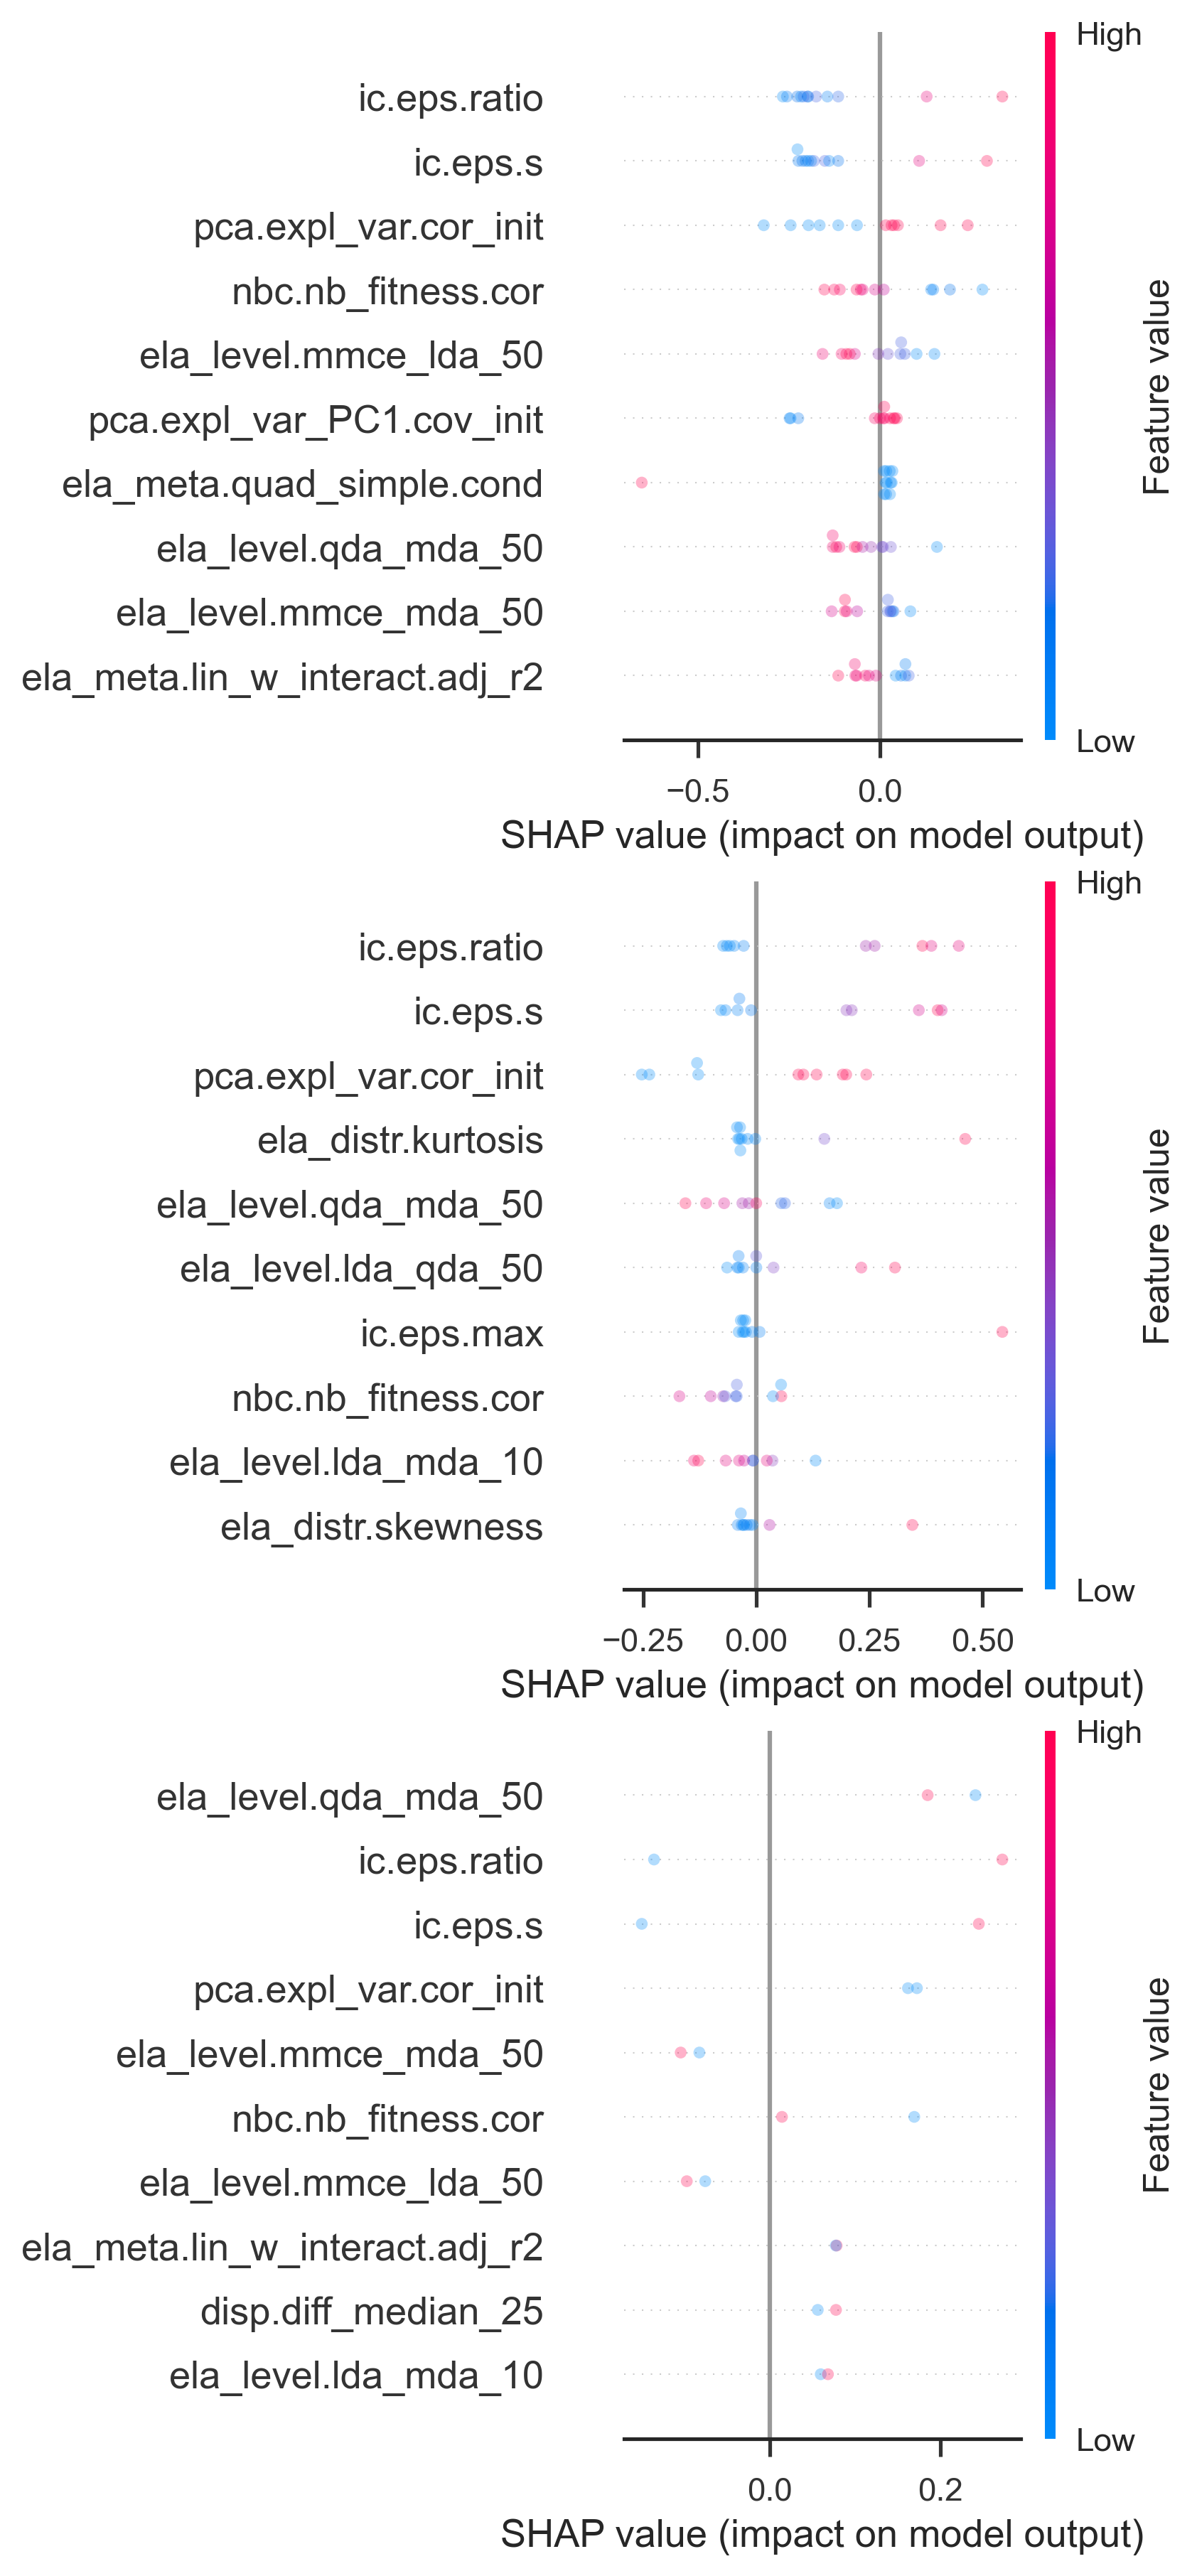 High
ic.eps.ratio
ic.eps.s
pca.expl_var.cor_init
nbc.nb_fitness.cor
ela_level.mmce_lda_50
pca.expl_var_PC1.cov_init
ela_meta.quad_simple.cond
ela_level.qda_mda_50
ela_level.mmce_mda_50
ela_meta.lin_w_interact.adj_r2
Feature value
Low
−0.5 0.0
SHAP value (impact on model output)
High
ic.eps.ratio
ic.eps.s
pca.expl_var.cor_init
ela_distr.kurtosis
ela_level.qda_mda_50
ela_level.lda_qda_50
ic.eps.max
nbc.nb_fitness.cor
ela_level.lda_mda_10
ela_distr.skewness
Feature value
Low
−0.25 0.00 0.25 0.50
SHAP value (impact on model output)
High
ela_level.qda_mda_50
ic.eps.ratio
ic.eps.s
pca.expl_var.cor_init
ela_level.mmce_mda_50
nbc.nb_fitness.cor
ela_level.mmce_lda_50
ela_meta.lin_w_interact.adj_r2
disp.diff_median_25
ela_level.lda_mda_10
Feature value
Low
0.0 0.2
SHAP value (impact on model output)